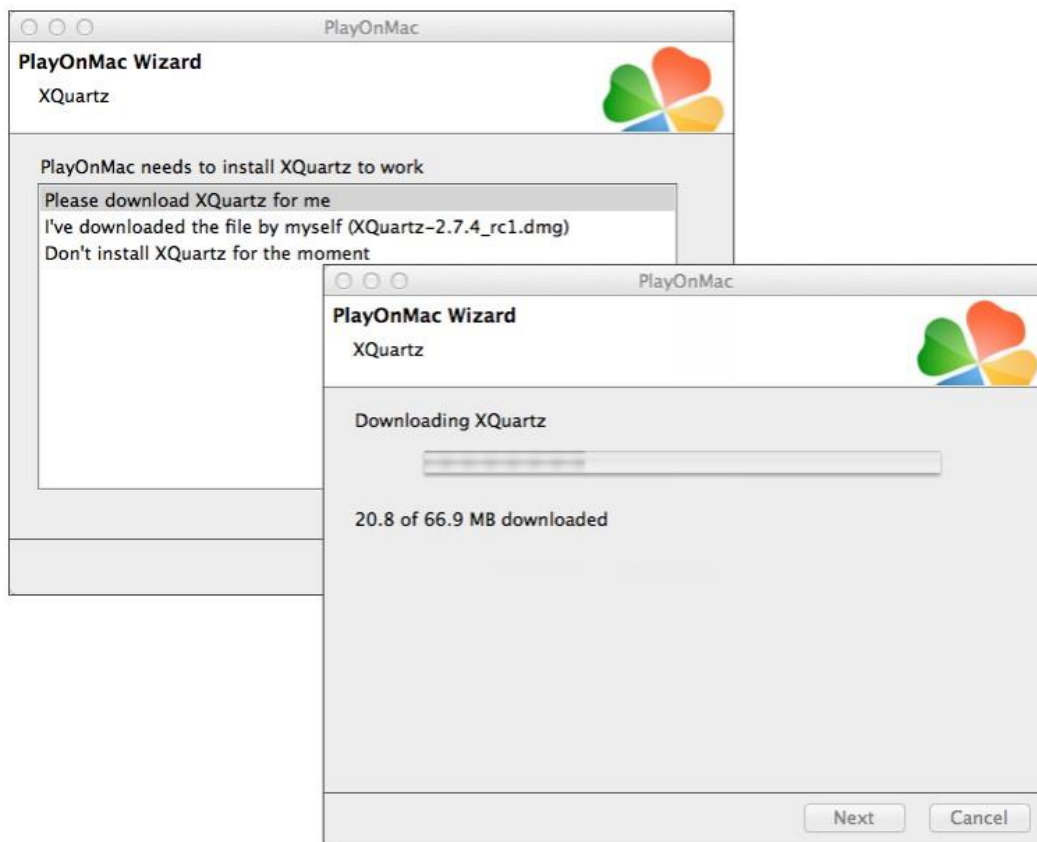 PlayOnMac
PlayOnMac Wizard
XQuartz
PlayOnMac needs to install XQuartz to work
Please download XQuartz for me
I've downloaded the file by myself (XQuartz-2.7.4_rc1.dmg)
Don't install XQuartz for the moment
PlayOnMac
PlayOnMac Wizard
XQuartz
Downloading XQuartz
20.8 of 66.9 MB downloaded
Next Cancel